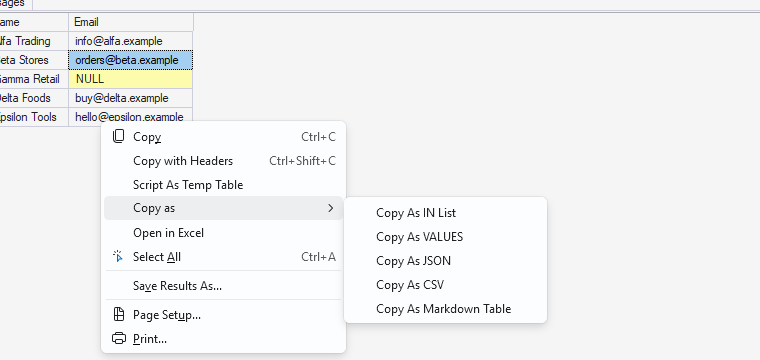 sages
ame Email
lfa Trading info@alfa.example
eta Stores orders@beta.example
amma Retail NULL
elta Foods buy@delta.example
psilon Tools hello@epsilon.example
Copy Ctrl+C
Copy with Headers Ctrl+Shift+C
Script As Temp Table
Copy as
Open in Excel
Select All Ctrl+A
Save Results As...
Page Setup...
Print...
Copy As IN List
Copy As VALUES
Copy As JSON
Copy As CSV
Copy As Markdown Table